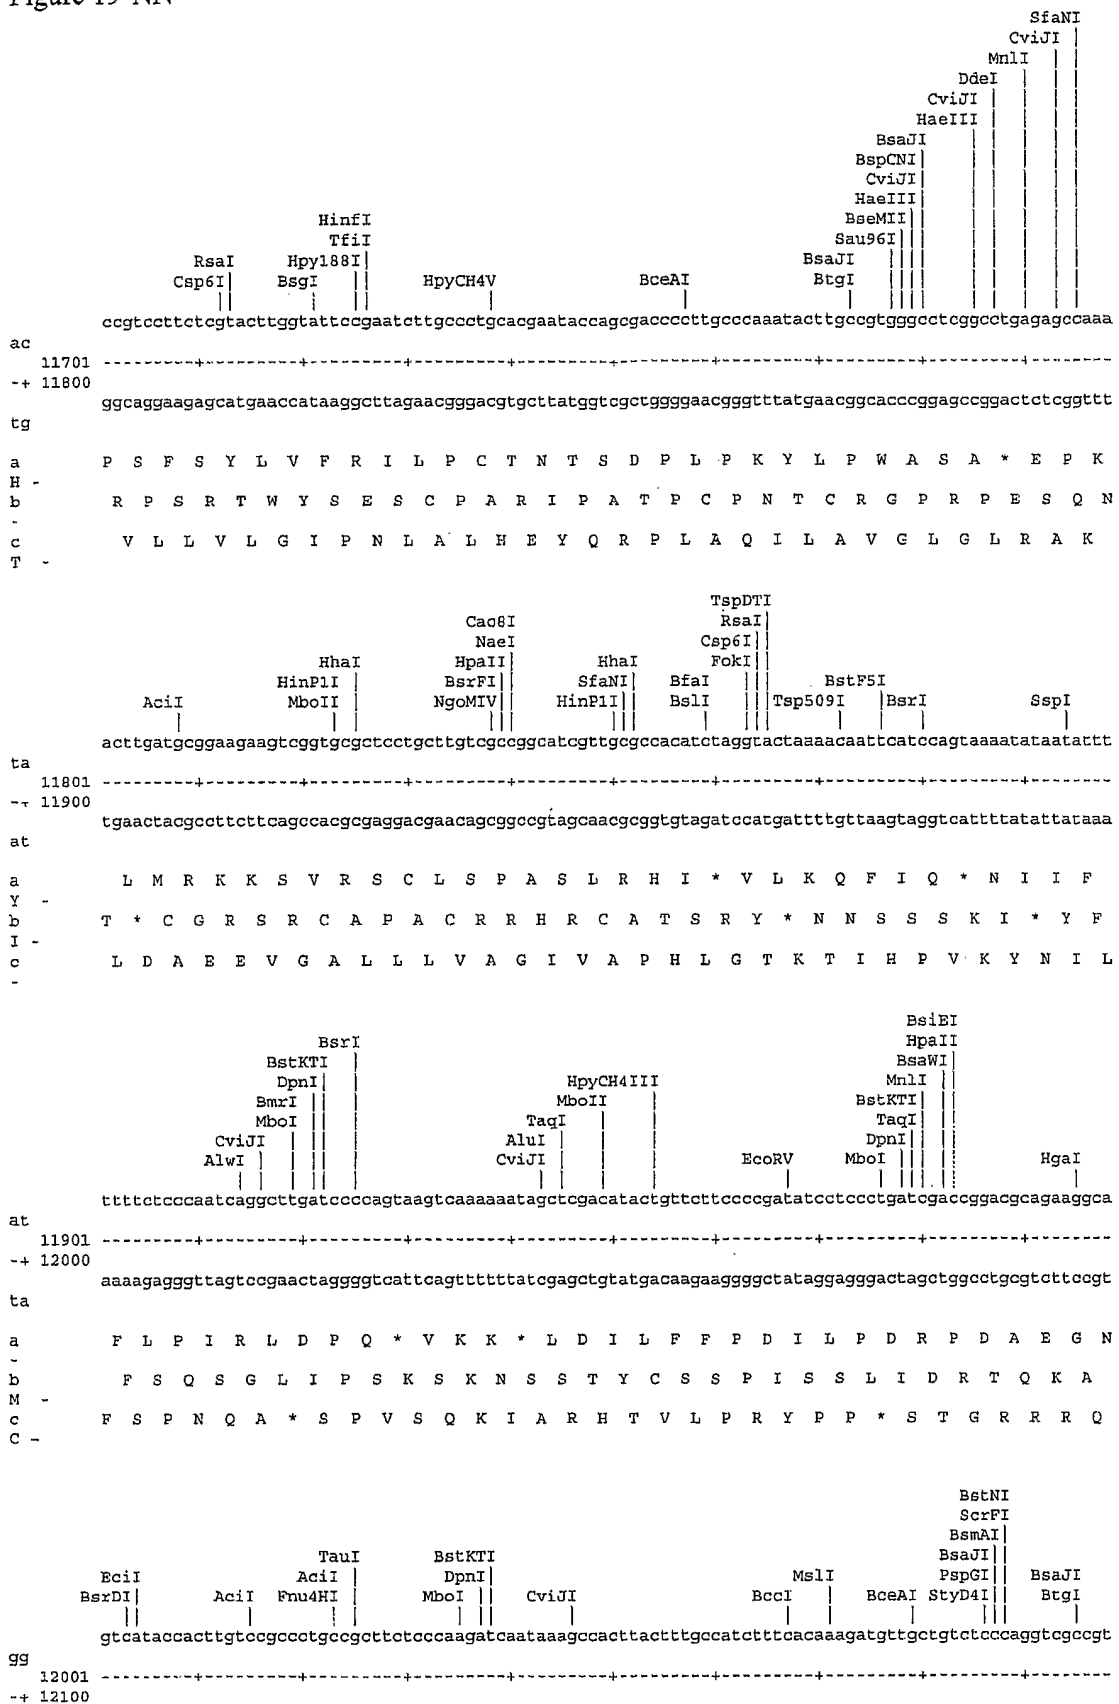 Figure 15-NN
SfaNI
CviJI
MnlI
DdeI
CviJI
HaeIII
BsaJI
BspCNI
CviJI
HaeIII
HinfI BseMII
TfiI Sau96I
RsaI Hpy188I BsaJI
Csp6I BsgI HpyCH4V BceAI BtgI
ccgtccttctcgtacttggtattccgaatcttgccctgcacgaataccagcgaccccttgcccaaatacttgccgtgggcctcggcctgagagccaaa
ac
11701 ---------+---------+---------+---------+---------+---------+---------+---------+---------+--------
-+ 11800
ggcaggaagagcatgaaccataaggcttagaacgggacgtgcttatggtcgctggggaacgggtttatgaacggcacccggagccggactctcggttt
tg
a P S F S Y L V F R I L P C T N T S D P L P K Y L P W A S A * E P K
H -
b R P S R T W Y S E S C P A R I P A T P C P N T C R G P R P E S Q N
-
c V L L V L G I P N L A L H E Y Q R P L A Q I L A V G L G L R A K
T -
TspDTI
Cac8I RsaI
NaeI Csp6I
HhaI HpaII HhaI FokI
HinP1I BsrFI SfaNI BfaI BstF5I
AciI MboII NgoMIV HinP1I BslI Tsp509I BsrI SspI
acttgatgcggaagaagtcggtgcgctcctgcttgtcgccggcatcgttgcgccacatctaggtactaaaacaattcatccagtaaaatataatattt
ta
11801 ---------+---------+---------+---------+---------+---------+---------+---------+---------+--------
-+ 11900
tgaactacgccttcttcagccacgcgaggacgaacagcggccgtagcaacgcggtgtagatccatgattttgttaagtaggtcattttatattataaa
at
a L M R K K S V R S C L S P A S L R H I * V L K Q F I Q * N I I F
Y -
b T * C G R S R C A P A C R R H R C A T S R Y * N N S S S K I * Y F
I -
c L D A E E V G A L L L V A G I V A P H L G T K T I H P V K Y N I L
-
BsiEI
BsrI HpaII
BstKTI BsaWI
DpnI HpyCH4III MnlI
BmrI MboII BstKTI
MboI TaqI TaqI
CviJI AluI DpnI
AlwI CviJI EcoRV MboI HgaI
ttttctccccaatcaggcttgatccccagtaagtcaaaaaatagctcgacatactgttcttccccgatatcctccctgatcgaccggacgcagaaggca
at
11901 ---------+---------+---------+---------+---------+---------+---------+---------+---------+--------
-+ 12000
aaaagaggggttagtccgaactaggggtcattcagttttttatcgagctgtatgacaagaaggggctataggagggactagctggcctgcgtcttccgt
ta
a F L P I R L D P Q * V K K * L D I L F F P D I L P D R P D A E G N
-
b F S Q S G L I P S K S K N S S T Y C S S P I S S L I D R T Q K A
M -
c F S P N Q A * S P V S Q K I A R H T V L P R Y P P * S T G R R R Q
C -
BstNI
ScrFI
BsmAI
TauI BstKTI BsaJI
EciI AciI DpnI MslI PspGI BsaJI
BsrDI AciI Fnu4HI MboI CviJI BccI BceAI StyD4I BtgI
gtcataccacttgtccgccctgccgcttctcccaagatcaataaagccacttactttgccatctttcacaaagatgttgctgtctcccaggtcgccgt
gg
12001 ---------+---------+---------+---------+---------+---------+---------+---------+---------+--------
-+ 12100